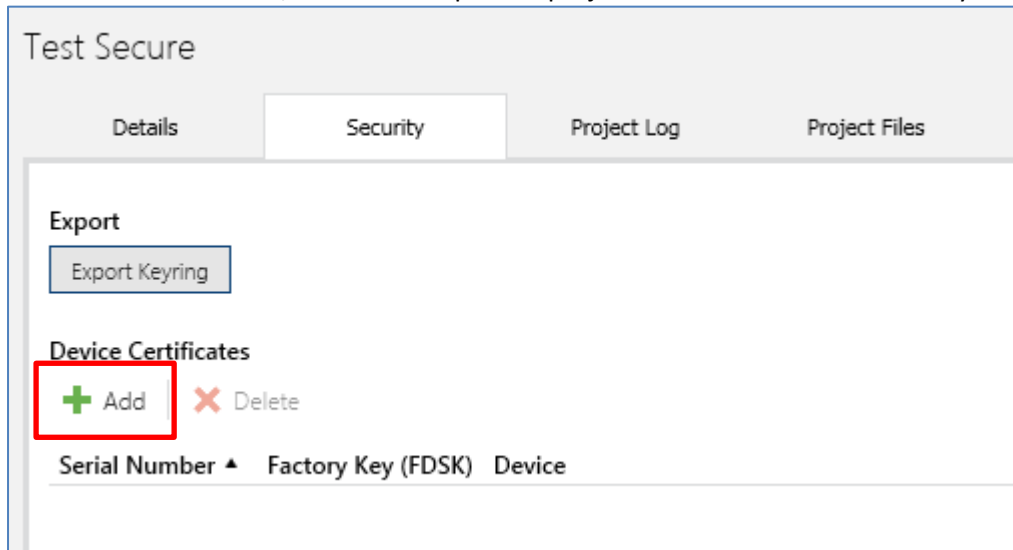 Test Secure
Details Security Project Log Project Files
Export
Export Keyring
Device Certificates
Add Delete
Serial Number ▲ Factory Key (FDSK) Device